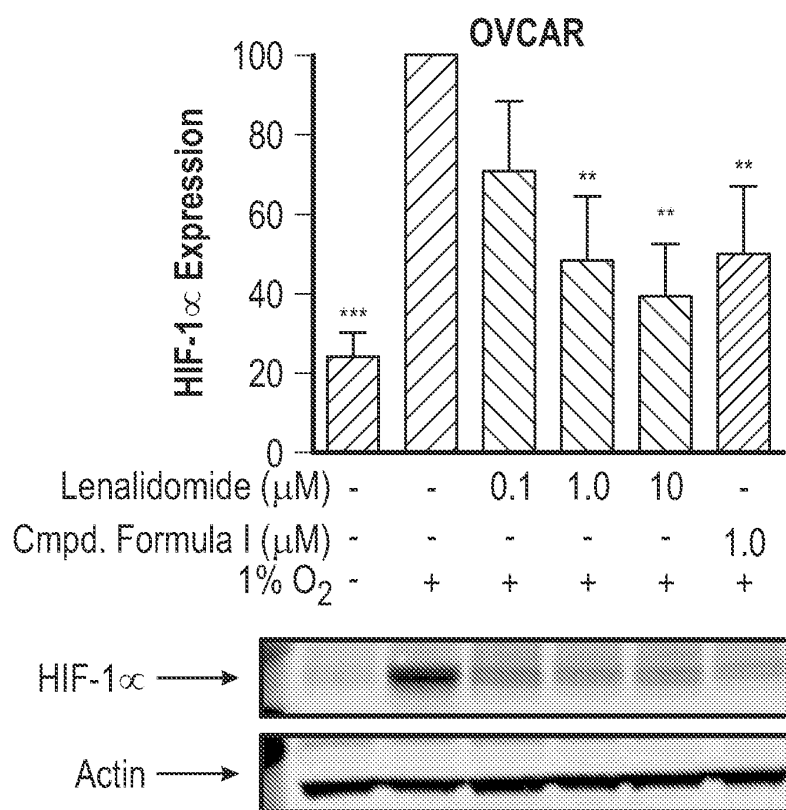 OVCAR
HIF-1∝ Expression
100
80
60
40
20
0
***
**
**
**
Lenalidomide (μM) - - 0.1 1.0 10 -
Cmpd. Formula I (μM) - - - - - 1.0
1% O₂ - + + + + +
HIF-1∝
Actin